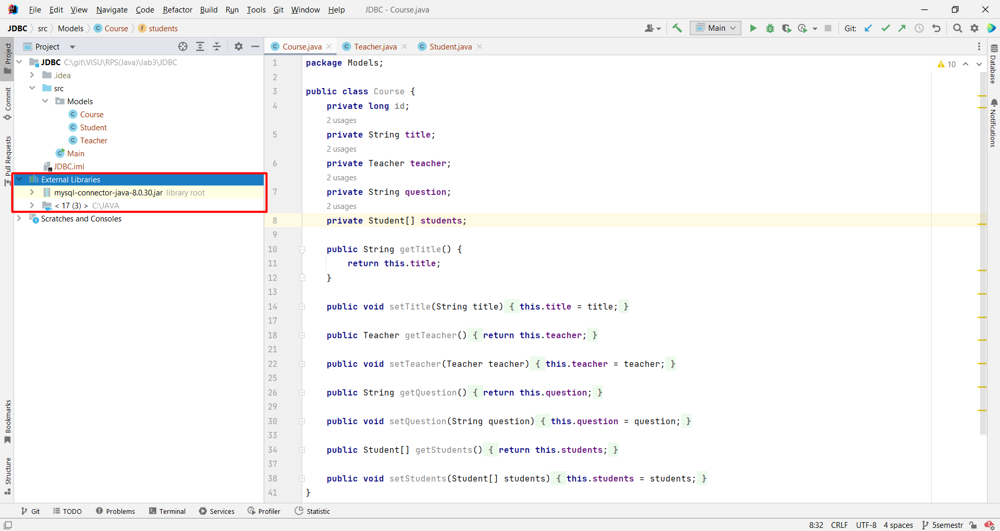 File Edit View Navigate Code Refactor Build Run Tools Git Window Help JDBC - Course.java
JDBC src Models Course students Main Git:
Project
Course.java Teacher.java Student.java
JDBC C:\git\VISU\RPS(Java)\lab3\JDBC
.idea
src
Models
Course
Student
Teacher
Main
JDBC.iml
External Libraries
mysql-connector-java-8.0.30.jar library root
< 17 (3) > C:\JAVA
Scratches and Consoles
Project
Commit
Pull Requests
Bookmarks
Structure
10
1 package Models;
2
3 public class Course {
4 private long id;
2 usages
5 private String title;
2 usages
6 private Teacher teacher;
2 usages
7 private String question;
2 usages
8 private Student[] students;
9
10 public String getTitle() {
11 return this.title;
12 }
13
14 public void setTitle(String title) { this.title = title; }
17
18 public Teacher getTeacher() { return this.teacher; }
21
22 public void setTeacher(Teacher teacher) { this.teacher = teacher; }
25
26 public String getQuestion() { return this.question; }
29
30 public void setQuestion(String question) { this.question = question; }
33
34 public Student[] getStudents() { return this.students; }
37
38 public void setStudents(Student[] students) { this.students = students; }
41 }
Database
Notifications
Git TODO Problems Terminal Services Profiler Statistic
8:32 CRLF UTF-8 4 spaces 5semestr